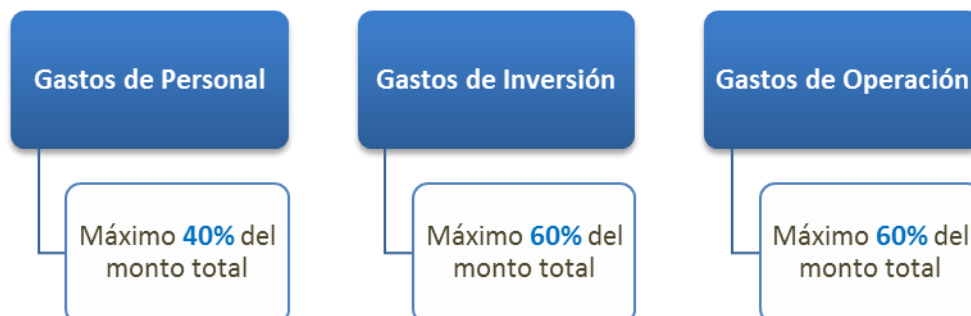 Gastos de Personal
Máximo 40% del
monto total
Gastos de Inversión
Máximo 60% del
monto total
Gastos de Operación
Máximo 60% del
monto total